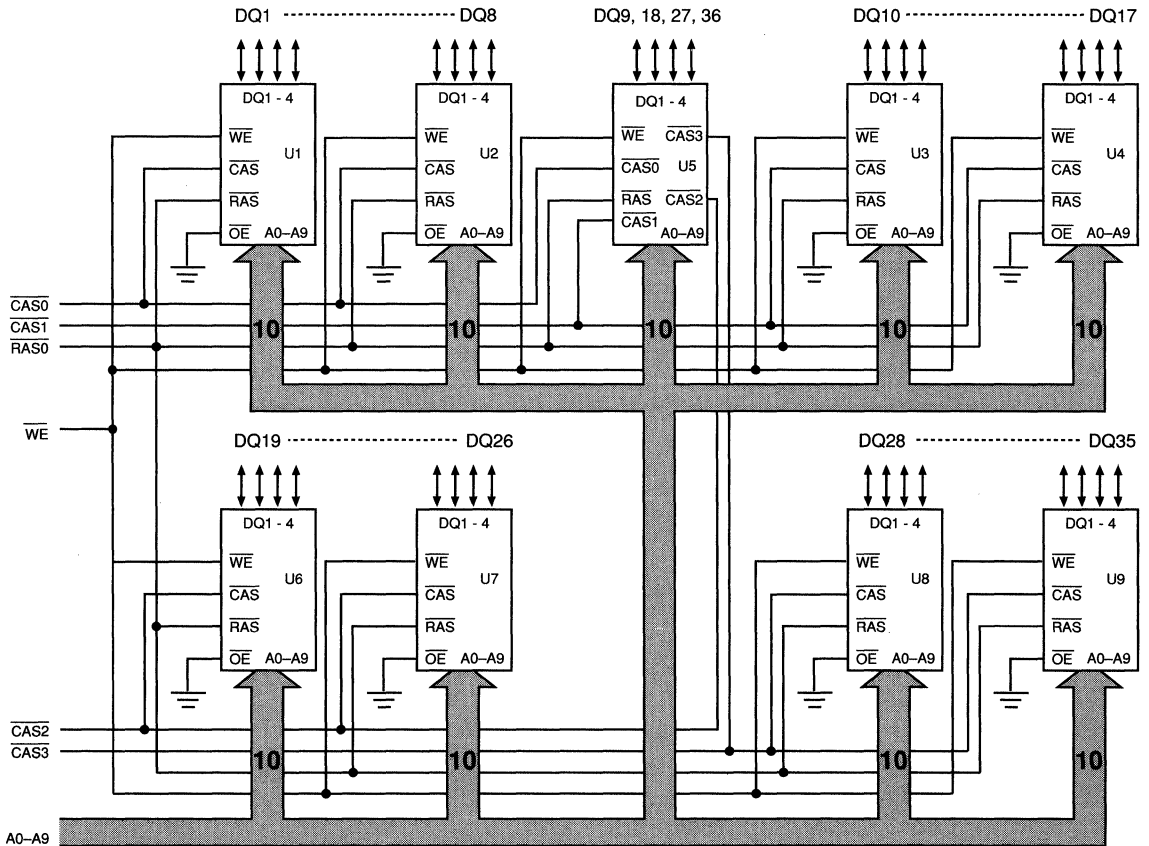 DQ1 DQ8 DQ9, 18, 27, 36 DQ10 DQ17
DQ1 - 4 DQ1 - 4 DQ1 - 4 DQ1 - 4 DQ1 - 4
WE WE WE CAS3 WE WE
U1 U2 U5 U3 U4
CAS CAS CAS0 CAS CAS
RAS RAS RAS CAS2 RAS RAS
CAS1
OE A0–A9 OE A0–A9 A0–A9 OE A0–A9 OE A0–A9
CAS0
CAS1
RAS0
10 10 10 10 10
WE
DQ19 DQ26 DQ28 DQ35
DQ1 - 4 DQ1 - 4 DQ1 - 4 DQ1 - 4
WE WE WE WE
U6 U7 U8 U9
CAS CAS CAS CAS
RAS RAS RAS RAS
OE A0–A9 OE A0–A9 OE A0–A9 OE A0–A9
CAS2
CAS3
10 10 10 10
A0–A9